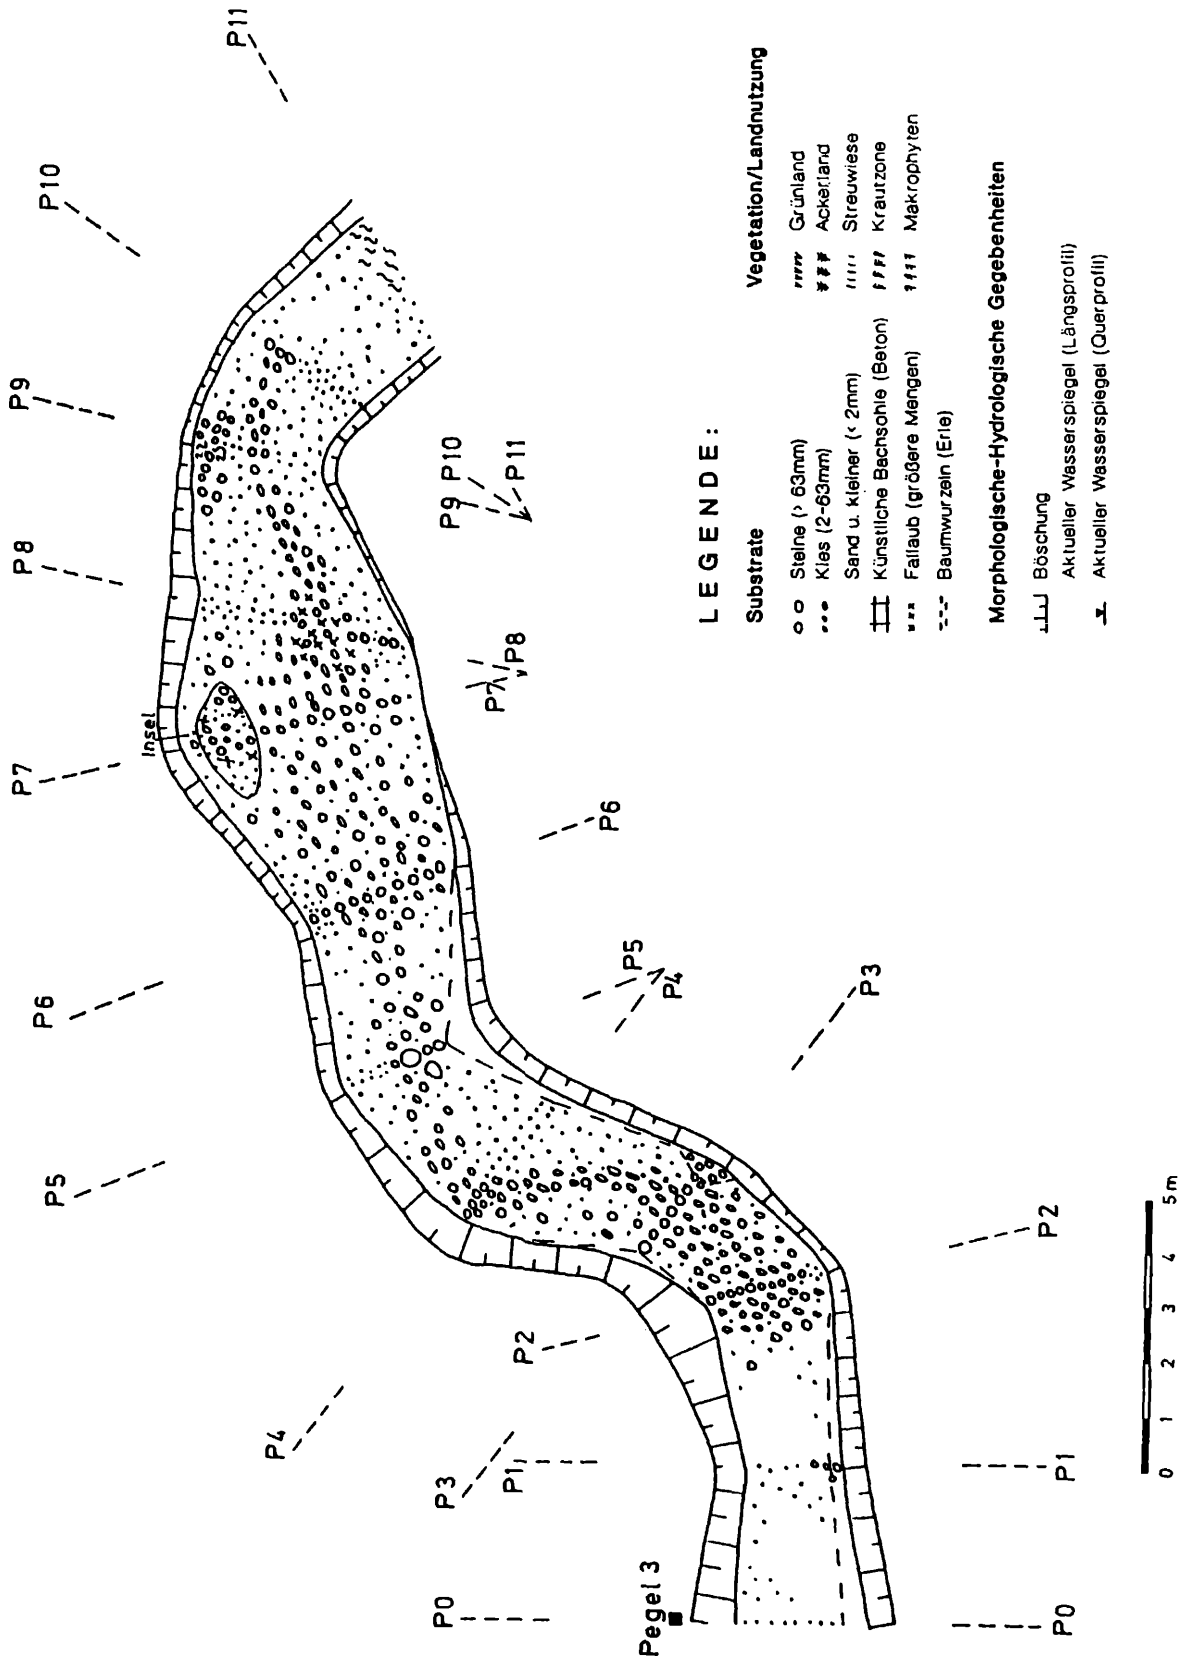 P0
P1
P3
P2
P4
P5
P6
P7
P8
P9
P10
P11
Pegel 3
Insel
P0
P1
P2
P3
P4
P5
P6
P7
P8
P9
P10
P11
0 1 2 3 4 5 m
LEGENDE:
Substrate
Steine (> 63mm)
Kies (2-63mm)
Sand u. kleiner (< 2mm)
Künstliche Bachsohle (Beton)
Fallaub (größere Mengen)
Baumwurzeln (Erle)
Vegetation/Landnutzung
Grünland
Ackerland
Streuwiese
Krautzone
Makrophyten
Morphologische-Hydrologische Gegebenheiten
Böschung
Aktueller Wasserspiegel (Längsprofil)
Aktueller Wasserspiegel (Querprofil)